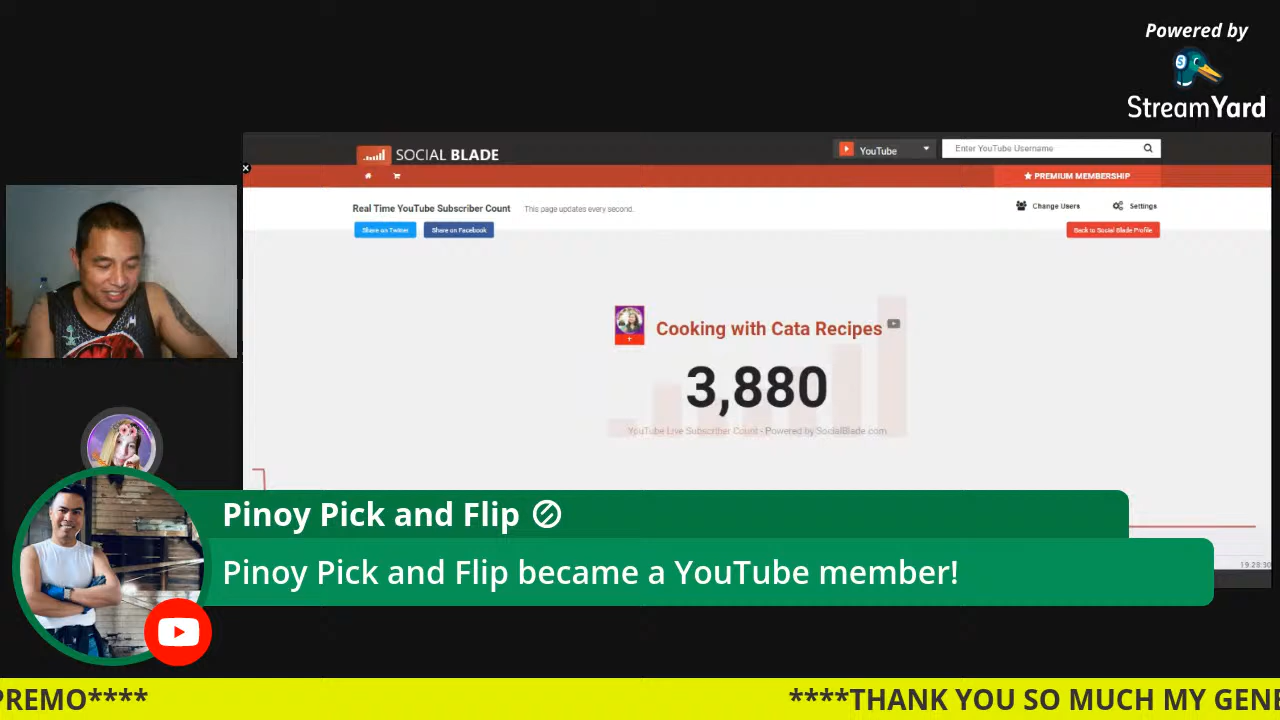 Powered by
StreamYard
SOCIAL BLADE
YouTube
Enter YouTube Username
PREMIUM MEMBERSHIP
Real Time YouTube Subscriber Count
This page updates every second.
Change Users
Settings
Share on Twitter
Share on Facebook
Back to Social Blade Profile
Cooking with Cata Recipes
3,880
YouTube Live Subscriber Count - Powered by SocialBlade.com
Pinoy Pick and Flip
Pinoy Pick and Flip became a YouTube member!
19:28:30
PREMO****
****THANK YOU SO MUCH MY GENE